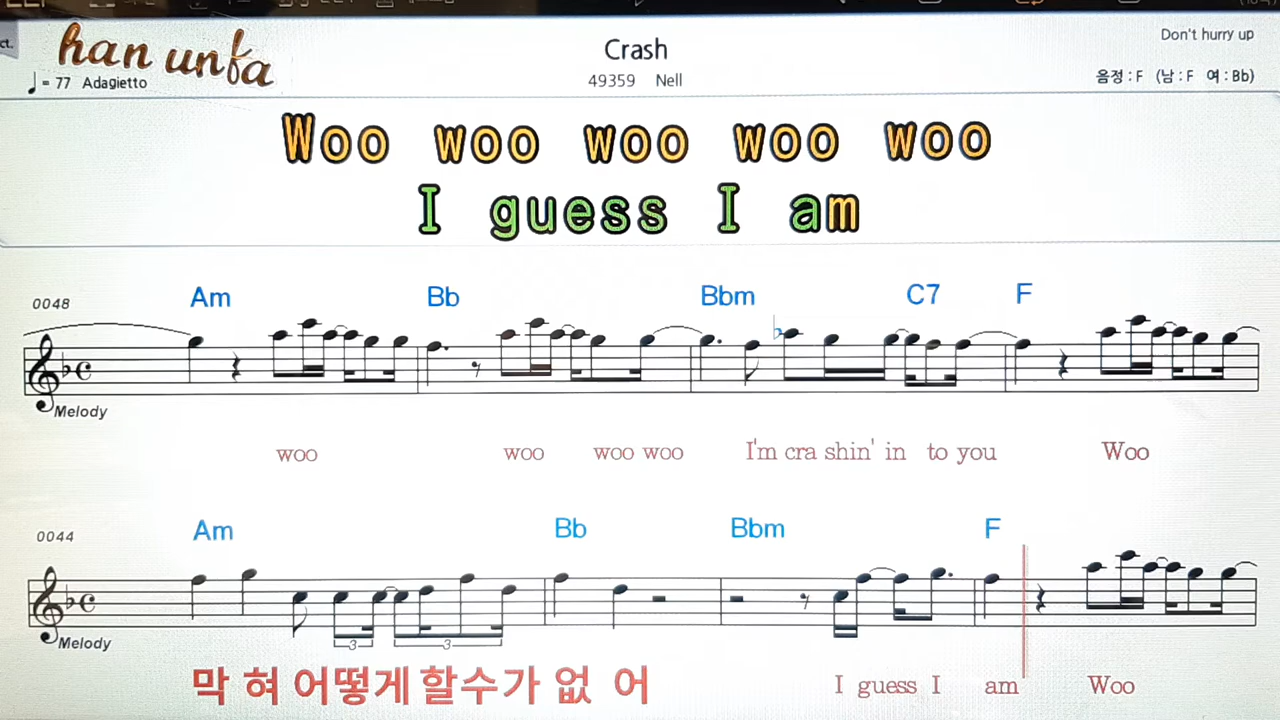 ct.
han unfa
Crash
Don't hurry up
♩= 77 Adagietto
49359 Nell
음정 : F (남 : F 여 : Bb)
Woo woo woo woo woo
I guess I am
0048 Am Bb Bbm C7 F
Melody
woo woo woo woo I'm cra shin' in to you Woo
0044 Am Bb Bbm F
Melody
3 3
막 혀 어떻게 할수가 없 어 I guess I am Woo